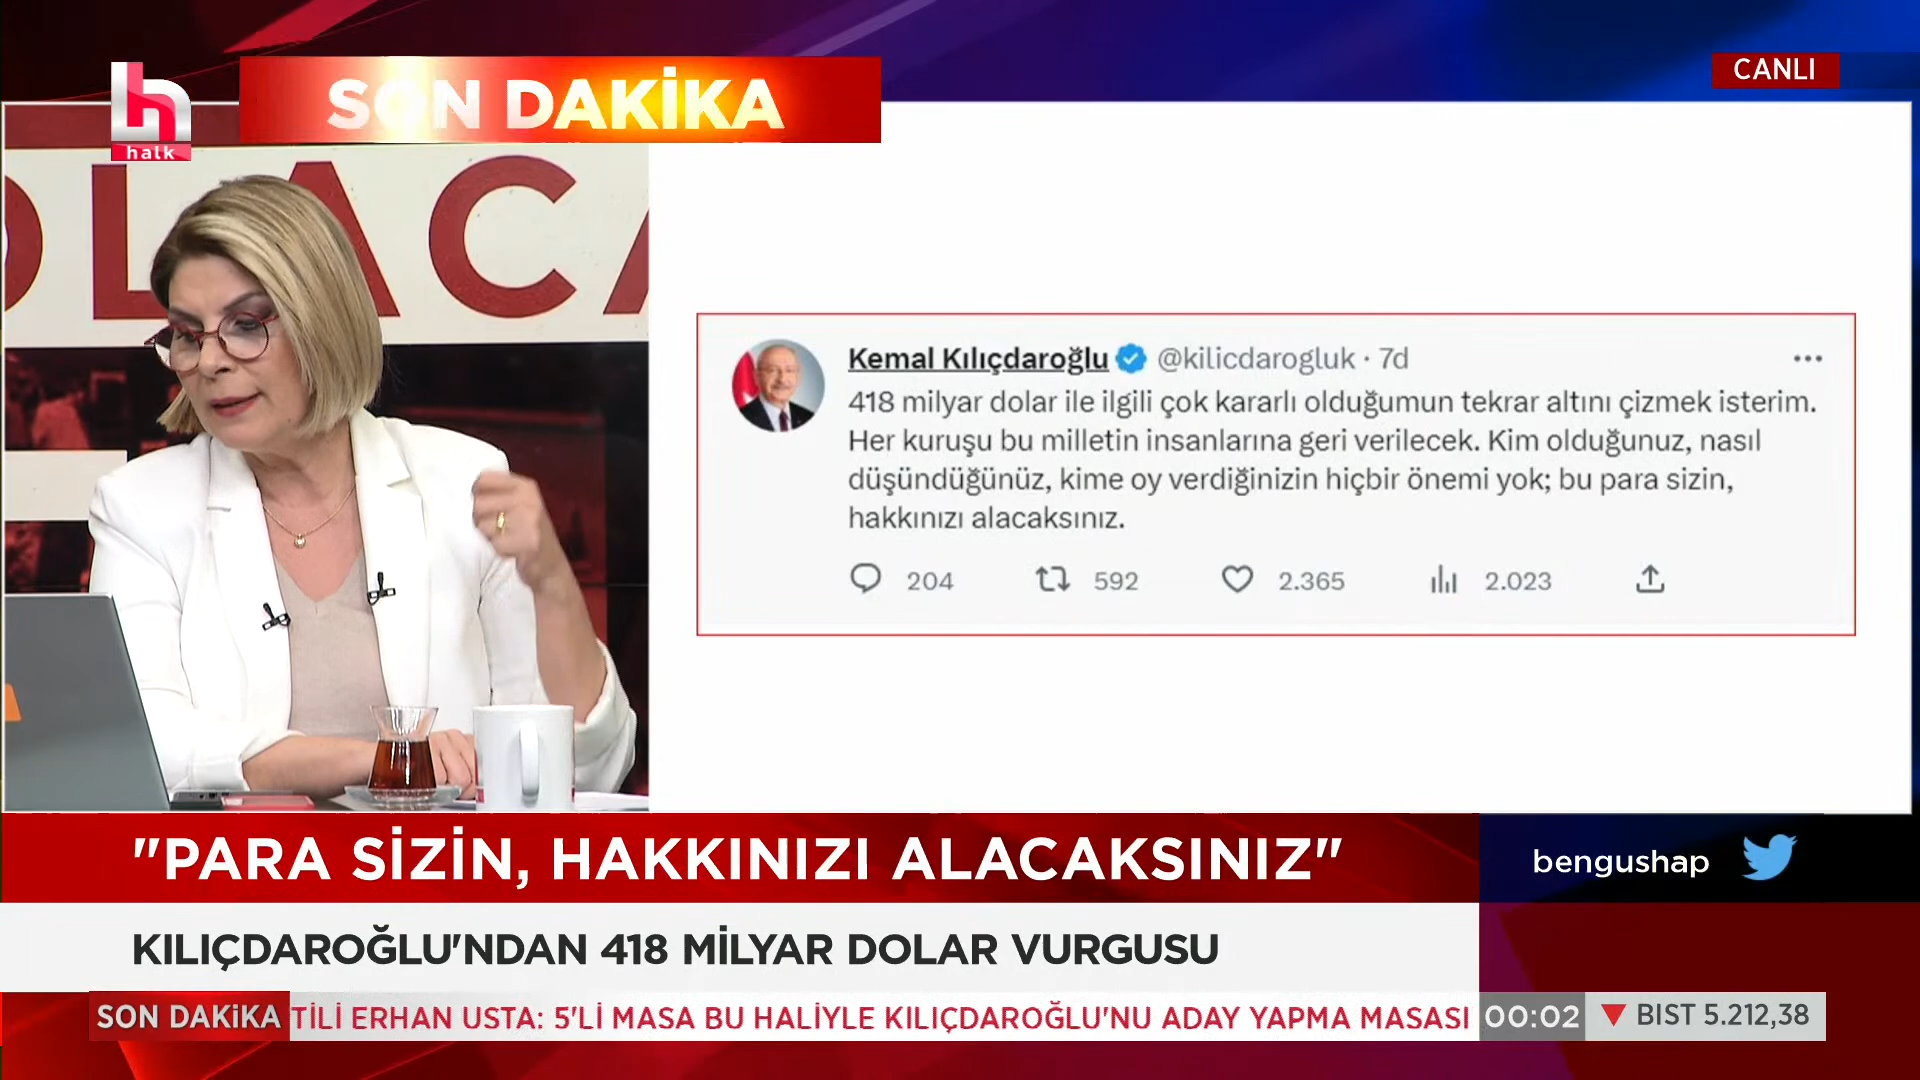 h
halk
SON DAKİKA
CANLI
OLACA
Kemal Kılıçdaroğlu @kilicdarogluk · 7d
418 milyar dolar ile ilgili çok kararlı olduğumun tekrar altını çizmek isterim.
Her kuruşu bu milletin insanlarına geri verilecek. Kim olduğunuz, nasıl
düşündüğünüz, kime oy verdiğinizin hiçbir önemi yok; bu para sizin,
hakkınızı alacaksınız.
204 592 2.365 2.023
"PARA SİZİN, HAKKINIZI ALACAKSINIZ"
bengushap
KILIÇDAROĞLU'NDAN 418 MİLYAR DOLAR VURGUSU
SON DAKİKA TİLİ ERHAN USTA: 5'Lİ MASA BU HALİYLE KILIÇDAROĞLU'NU ADAY YAPMA MASASI 00:02 BIST 5.212,38